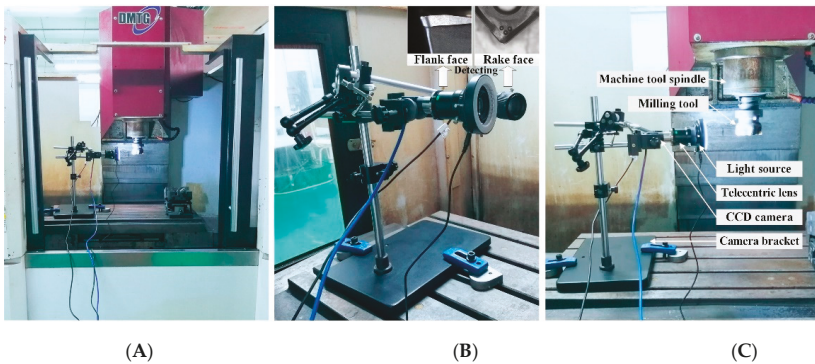 DMTG
Flank face
Rake face
Detecting
Machine tool spindle
Milling tool
Light source
Telecentric lens
CCD camera
Camera bracket
(A)
(B)
(C)